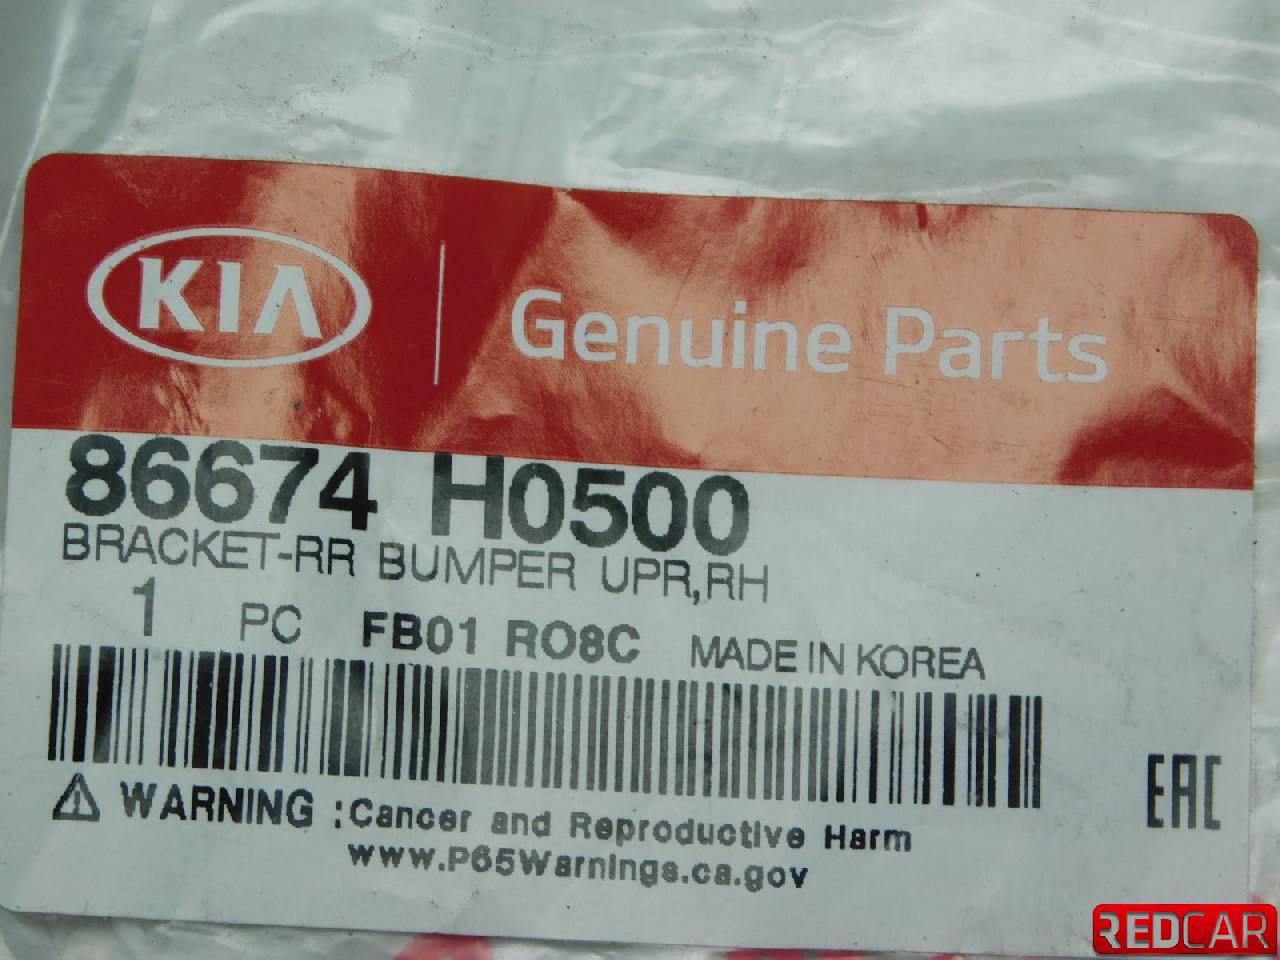 KIA Genuine Parts
86674 H0500
BRACKET-RR BUMPER UPR,RH
1 PC FB01 RO8C MADE IN KOREA
EAC
WARNING :Cancer and Reproductive Harm
www.P65Warnings.ca.gov
REDCAR